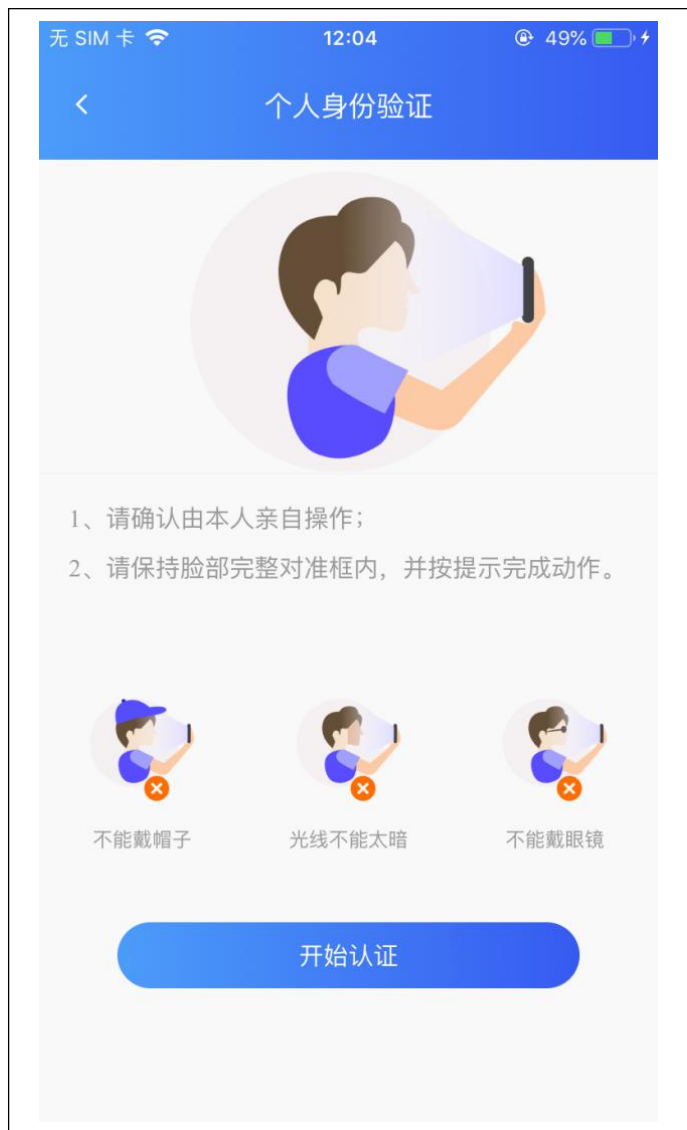 无 SIM 卡
12:04
49%
个人身份验证
1、请确认由本人亲自操作；
2、请保持脸部完整对准框内，并按提示完成动作。
不能戴帽子
光线不能太暗
不能戴眼镜
开始认证